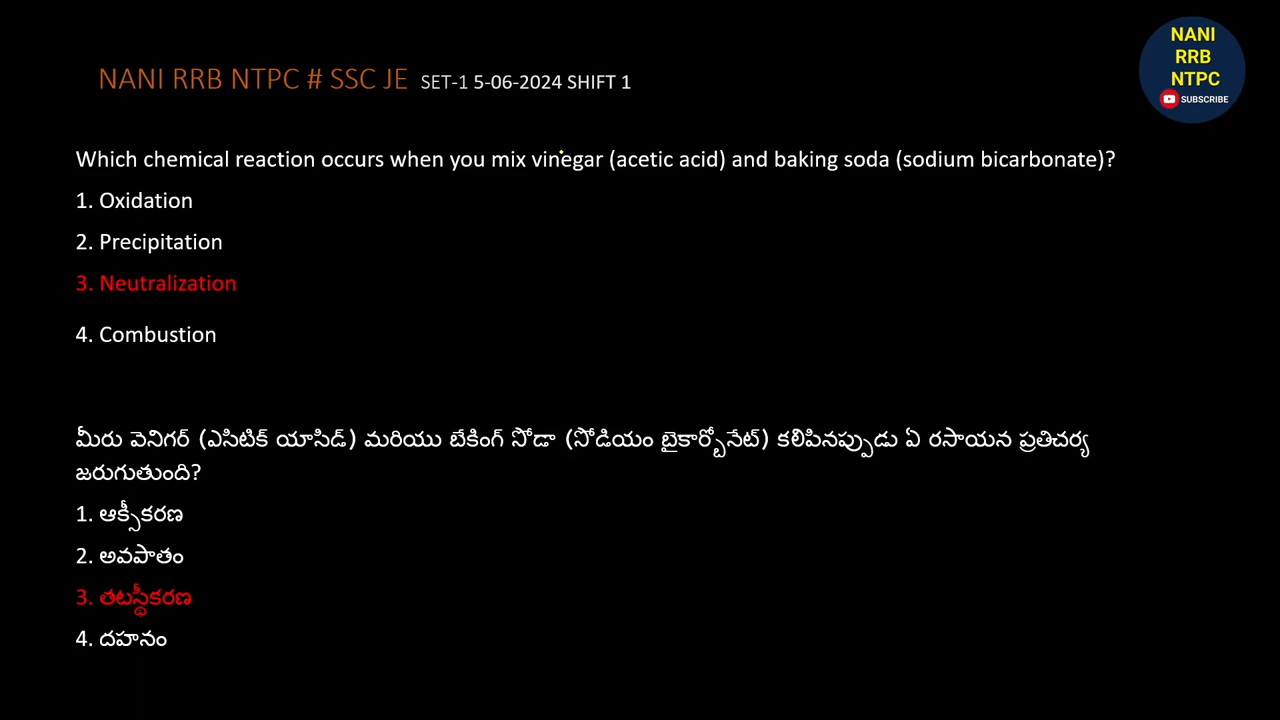 NANI RRB NTPC # SSC JE SET-1 5-06-2024 SHIFT 1
NANI
RRB
NTPC
SUBSCRIBE
Which chemical reaction occurs when you mix vinegar (acetic acid) and baking soda (sodium bicarbonate)?
1. Oxidation
2. Precipitation
3. Neutralization
4. Combustion
మీరు వెనిగర్ (ఎసిటిక్ యాసిడ్) మరియు బేకింగ్ సోడా (సోడియం బైకార్బోనేట్) కలిపినప్పుడు ఏ రసాయన ప్రతిచర్య
జరుగుతుంది?
1. ఆక్సీకరణ
2. అవపాతం
3. తటస్థీకరణ
4. దహనం